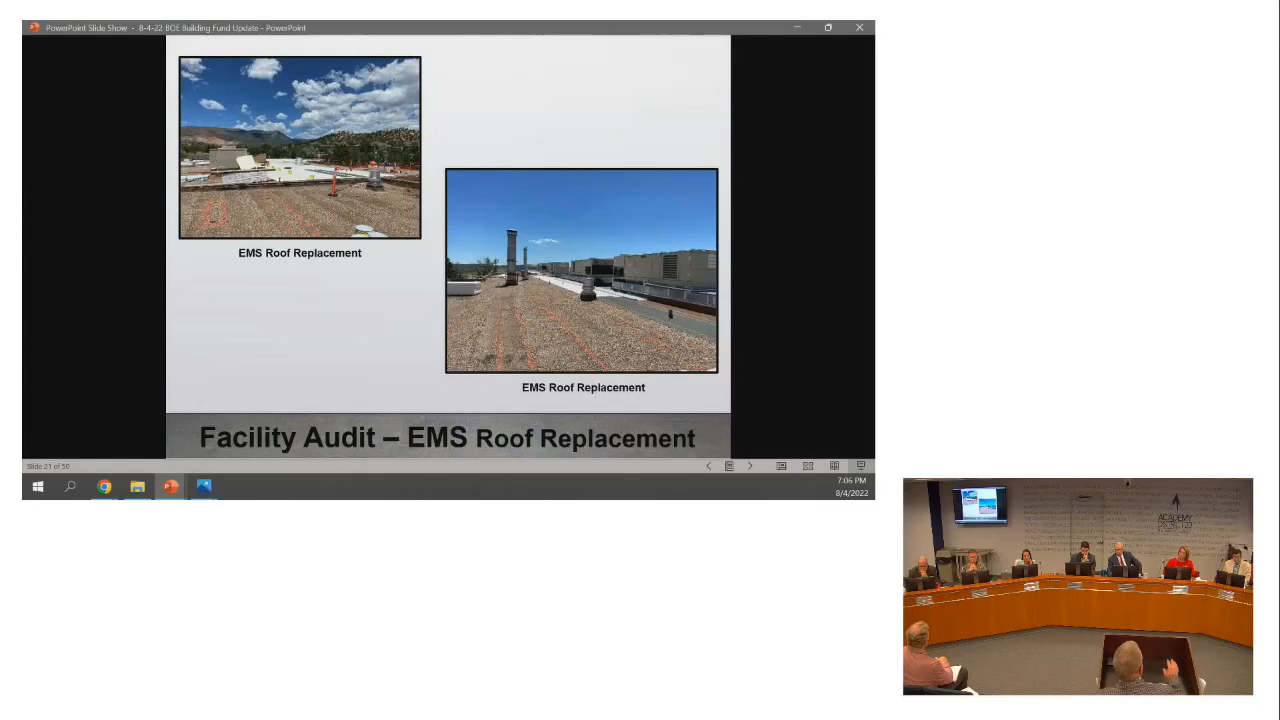 PowerPoint Slide Show - 8-4-22 BOE Building Fund Update - PowerPoint
EMS Roof Replacement
EMS Roof Replacement
Facility Audit – EMS Roof Replacement
Slide 21 of 50
7:06 PM
8/4/2022
ACADEMY